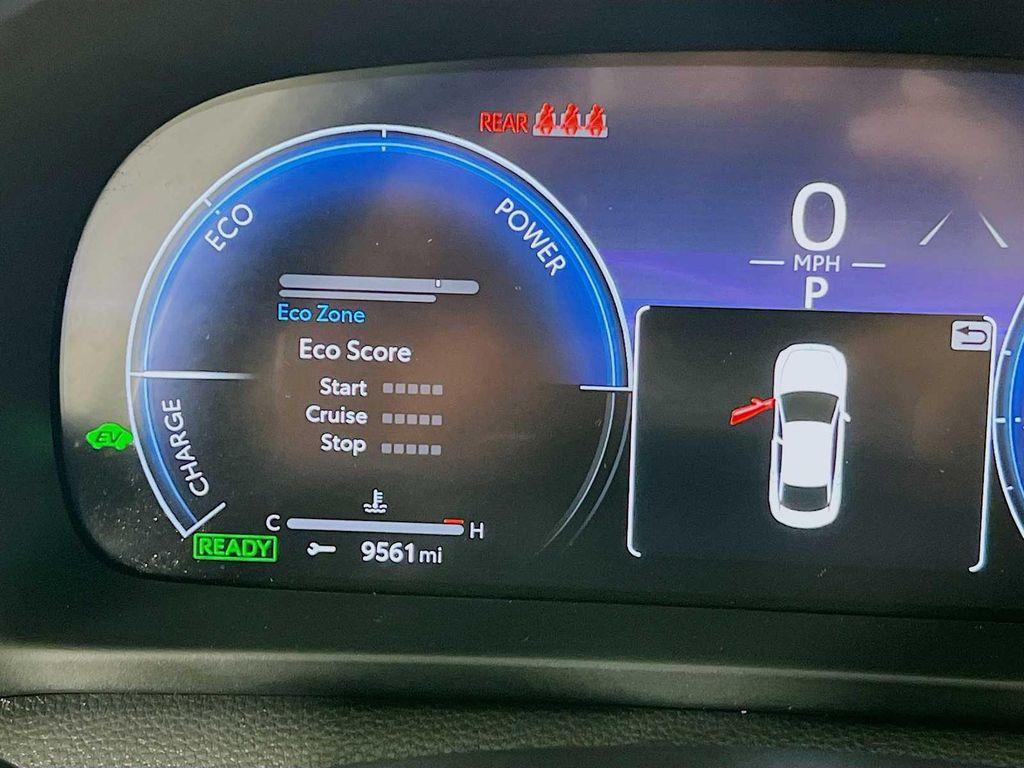 REAR
ECO
POWER
0
MPH
P
Eco Zone
Eco Score
Start
Cruise
Stop
CHARGE
EV
C
H
READY
9561 mi